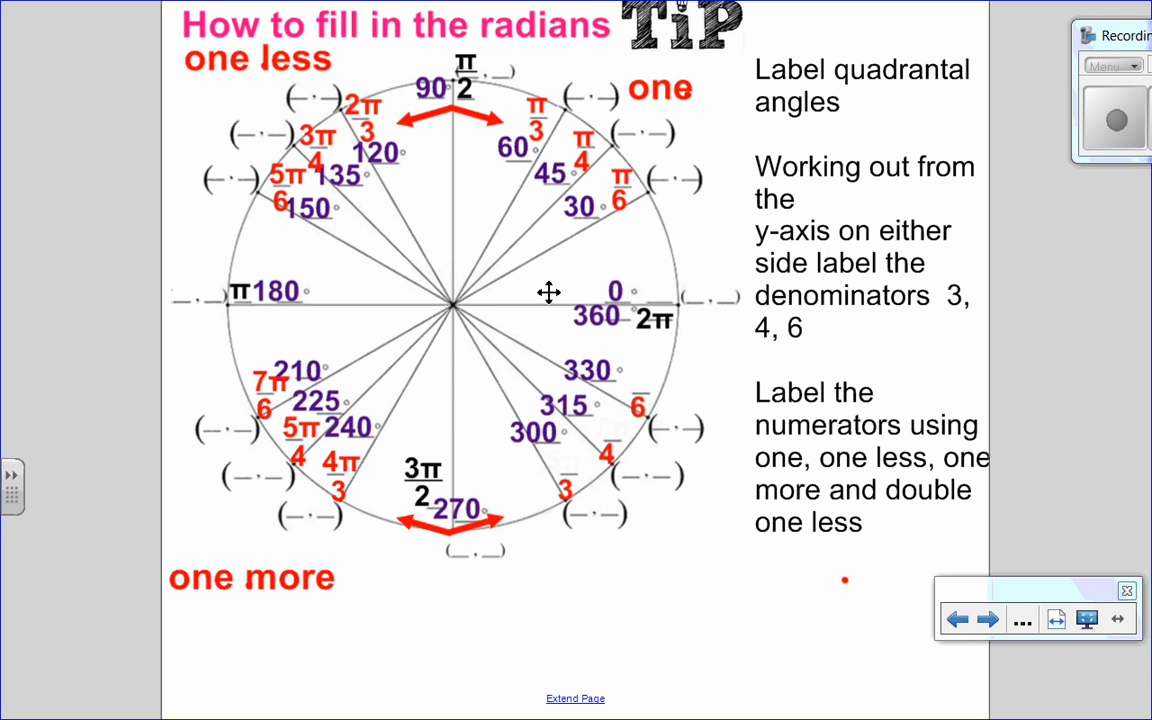 How to fill in the radians TiP
one less
one
π/2
90°
2π/3
120°
3π/4
135°
5π/6
150°
π/3
60°
π/4
45°
π/6
30°
π 180°
0°
360° 2π
210°
7π/6
225°
5π/4
240°
4π/3
3π/2
270°
330°
6
315°
4
300°
3
one more
Label quadrantal
angles
Working out from
the
y-axis on either
side label the
denominators 3,
4, 6
Label the
numerators using
one, one less, one
more and double
one less
Recordin
Menu
...
Extend Page